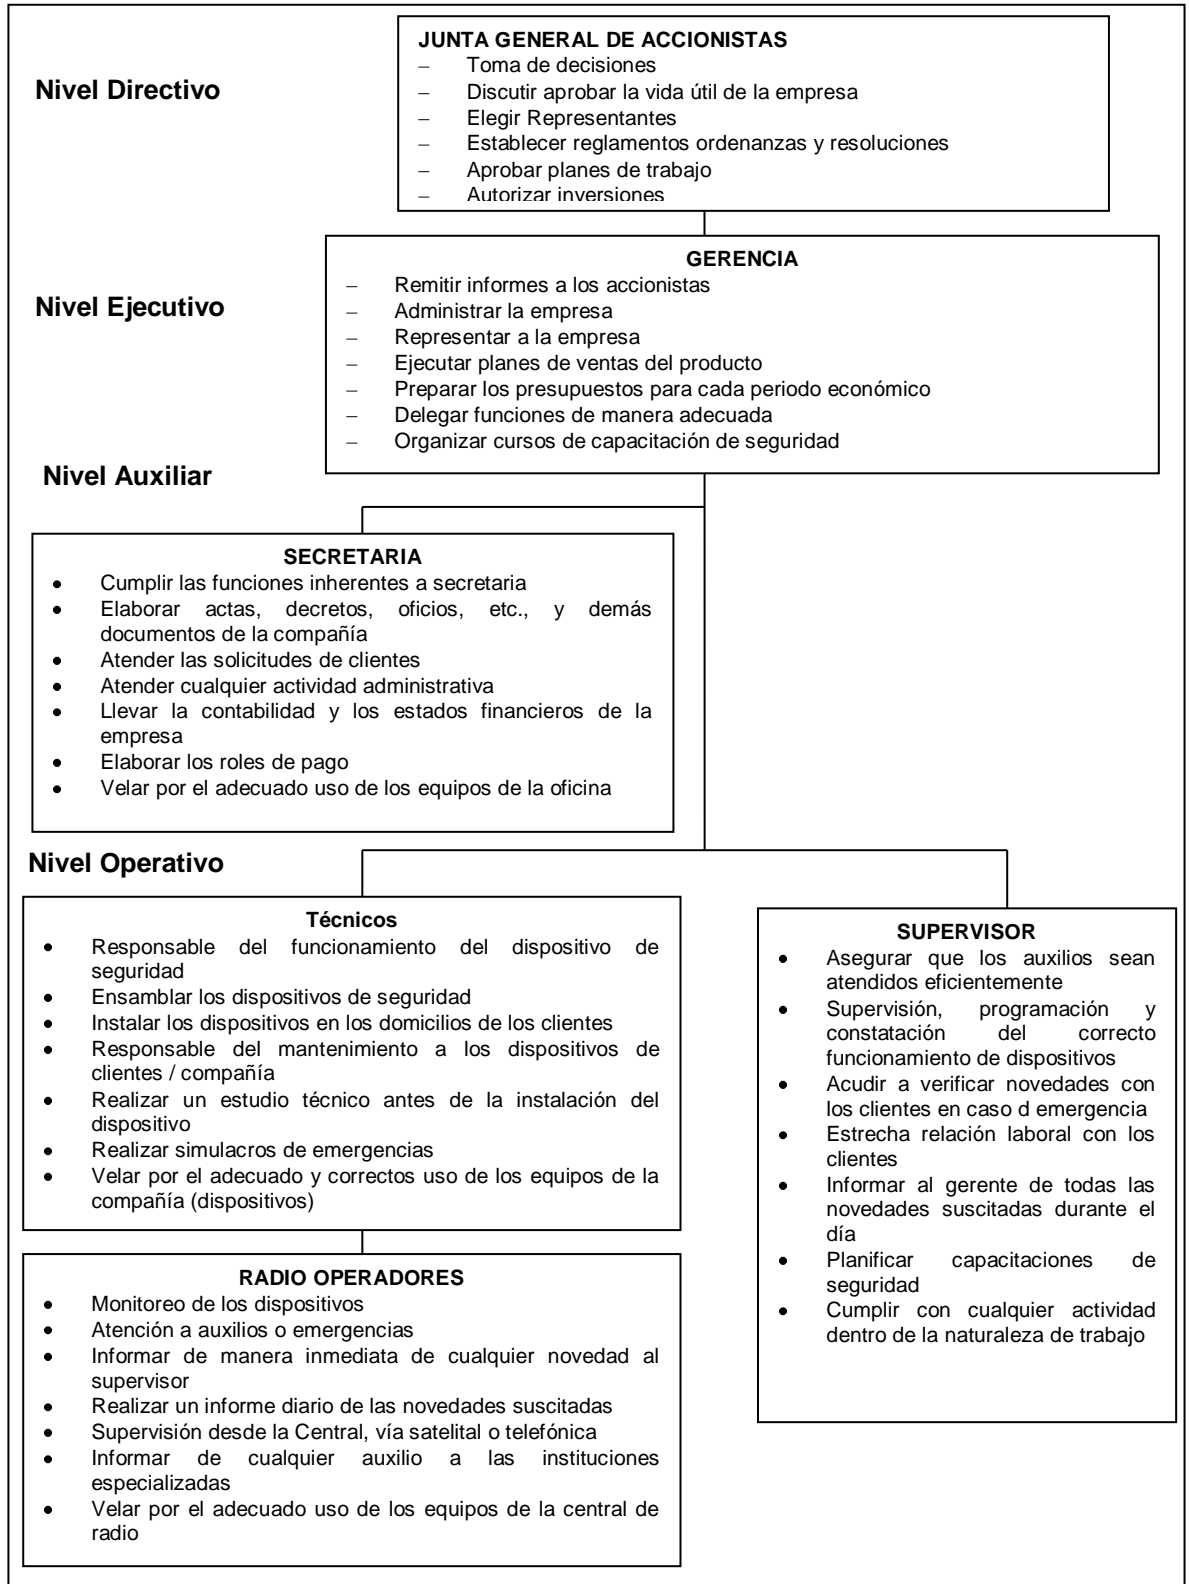 JUNTA GENERAL DE ACCIONISTAS
– Toma de decisiones
Nivel Directivo
– Discutir aprobar la vida útil de la empresa
– Elegir Representantes
– Establecer reglamentos ordenanzas y resoluciones
– Aprobar planes de trabajo
– Autorizar inversiones
GERENCIA
– Remitir informes a los accionistas
Nivel Ejecutivo
– Administrar la empresa
– Representar a la empresa
– Ejecutar planes de ventas del producto
– Preparar los presupuestos para cada periodo económico
– Delegar funciones de manera adecuada
– Organizar cursos de capacitación de seguridad
Nivel Auxiliar
SECRETARIA
• Cumplir las funciones inherentes a secretaria
• Elaborar actas, decretos, oficios, etc., y demás
documentos de la compañía
• Atender las solicitudes de clientes
• Atender cualquier actividad administrativa
• Llevar la contabilidad y los estados financieros de la
empresa
• Elaborar los roles de pago
• Velar por el adecuado uso de los equipos de la oficina
Nivel Operativo
Técnicos
• Responsable del funcionamiento del dispositivo de
seguridad
• Ensamblar los dispositivos de seguridad
• Instalar los dispositivos en los domicilios de los clientes
• Responsable del mantenimiento a los dispositivos de
clientes / compañía
• Realizar un estudio técnico antes de la instalación del
dispositivo
• Realizar simulacros de emergencias
• Velar por el adecuado y correctos uso de los equipos de la
compañía (dispositivos)
RADIO OPERADORES
• Monitoreo de los dispositivos
• Atención a auxilios o emergencias
• Informar de manera inmediata de cualquier novedad al
supervisor
• Realizar un informe diario de las novedades suscitadas
• Supervisión desde la Central, vía satelital o telefónica
• Informar de cualquier auxilio a las instituciones
especializadas
• Velar por el adecuado uso de los equipos de la central de
radio
SUPERVISOR
• Asegurar que los auxilios sean
atendidos eficientemente
• Supervisión, programación y
constatación del correcto
funcionamiento de dispositivos
• Acudir a verificar novedades con
los clientes en caso d emergencia
• Estrecha relación laboral con los
clientes
• Informar al gerente de todas las
novedades suscitadas durante el
día
• Planificar capacitaciones de
seguridad
• Cumplir con cualquier actividad
dentro de la naturaleza de trabajo